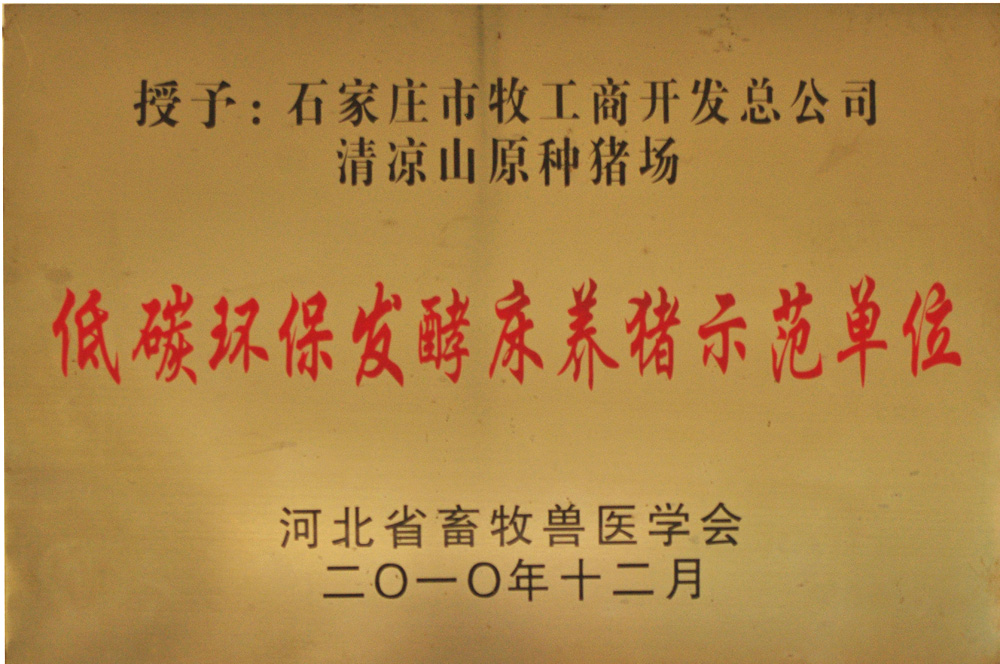 授予：石家庄市牧工商开发总公司
清凉山原种猪场
低碳环保发酵床养猪示范单位
河北省畜牧兽医学会
二〇一〇年十二月